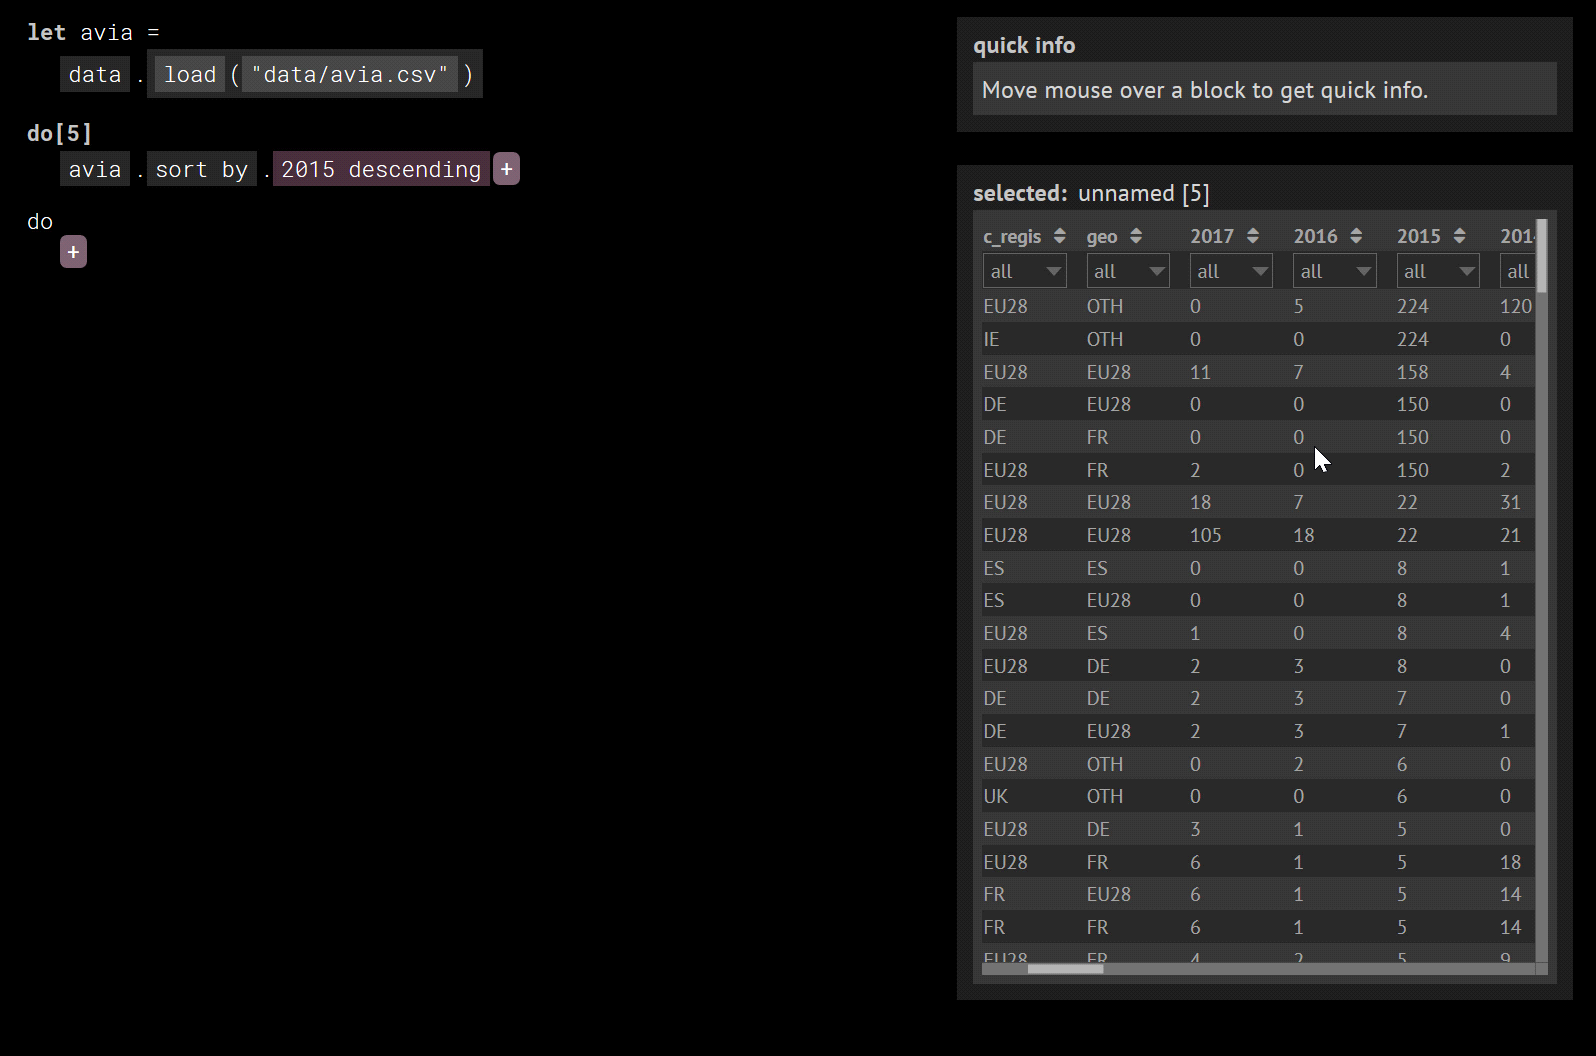 let avia =
data . load ( "data/avia.csv" )
do[5]
avia . sort by . 2015 descending +
do
+
quick info
Move mouse over a block to get quick info.
selected: unnamed [5]
c_regis geo 2017 2016 2015 201
all all all all all all
EU28 OTH 0 5 224 120
IE OTH 0 0 224 0
EU28 EU28 11 7 158 4
DE EU28 0 0 150 0
DE FR 0 0 150 0
EU28 FR 2 0 150 2
EU28 EU28 18 7 22 31
EU28 EU28 105 18 22 21
ES ES 0 0 8 1
ES EU28 0 0 8 1
EU28 ES 1 0 8 4
EU28 DE 2 3 8 0
DE DE 2 3 7 0
DE EU28 2 3 7 1
EU28 OTH 0 2 6 0
UK OTH 0 0 6 0
EU28 DE 3 1 5 0
EU28 FR 6 1 5 18
FR EU28 6 1 5 14
FR FR 6 1 5 14
EU28 FR 4 2 5 9